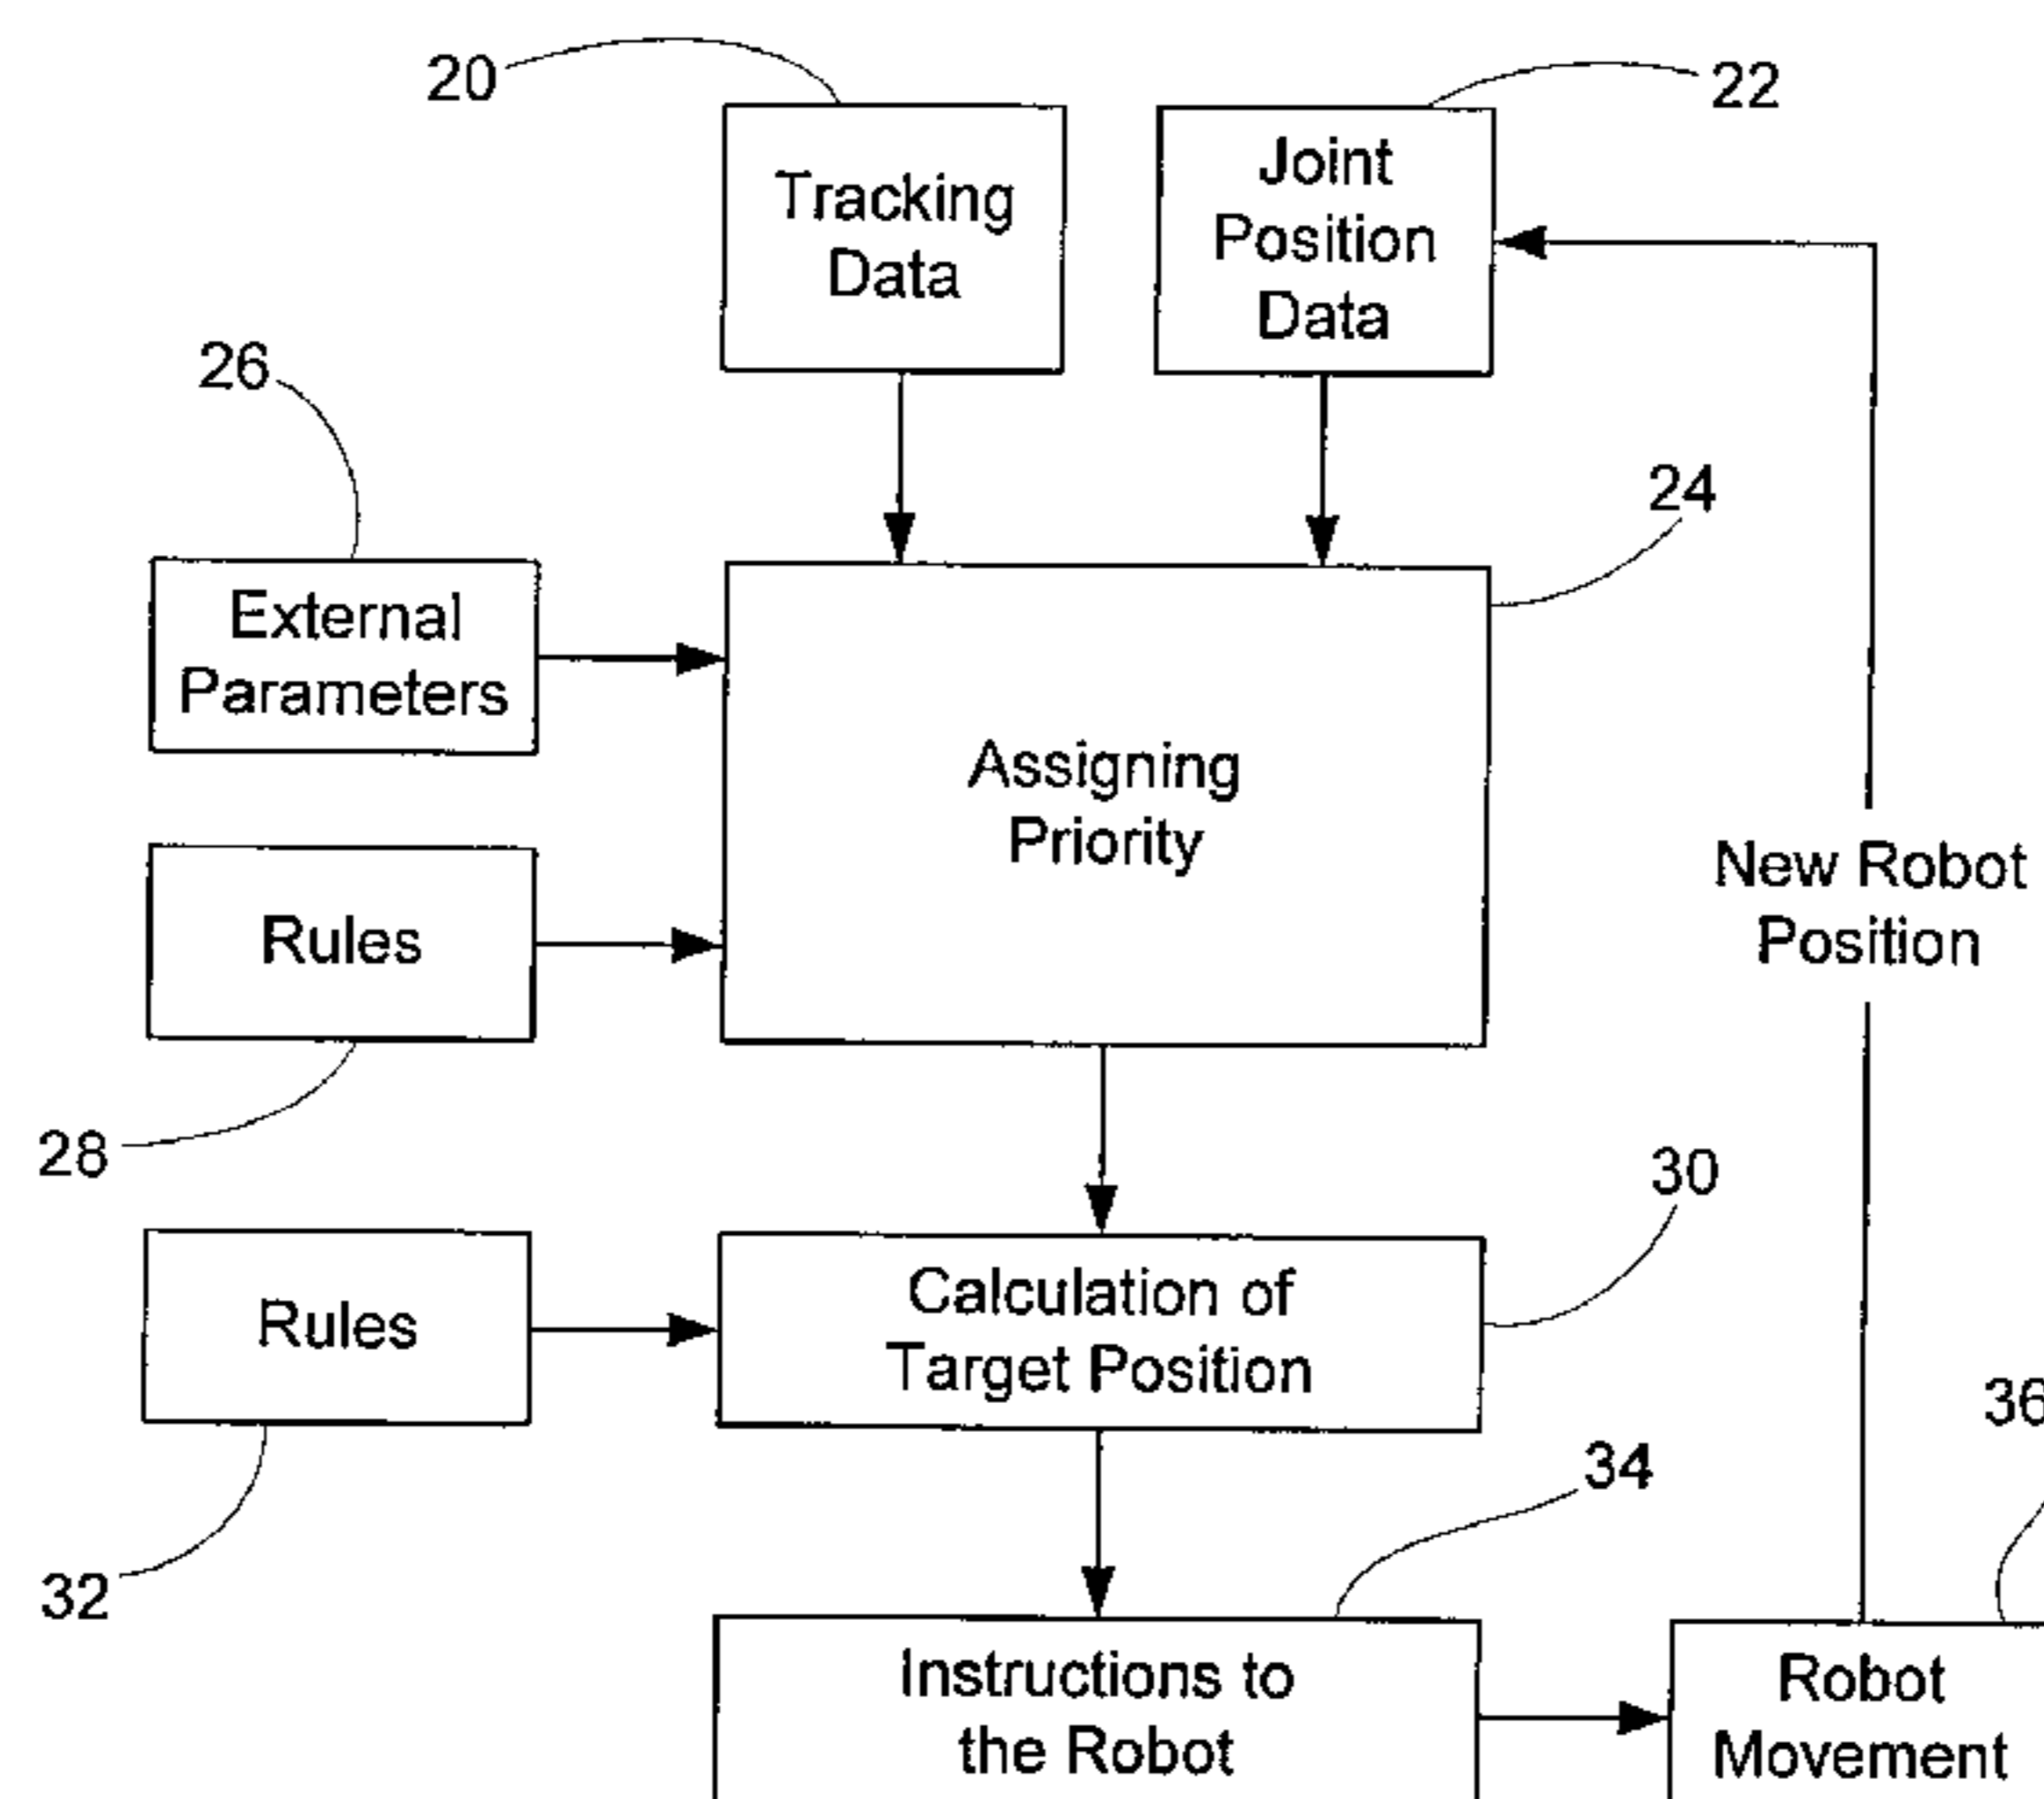 20
22
Tracking
Data
Joint
Position
Data
26
24
External
Parameters
Assigning
Priority
Rules
New Robot
Position
28
30
Rules
Calculation of
Target Position
36
34
32
Instructions to
the Robot
Robot
Movement